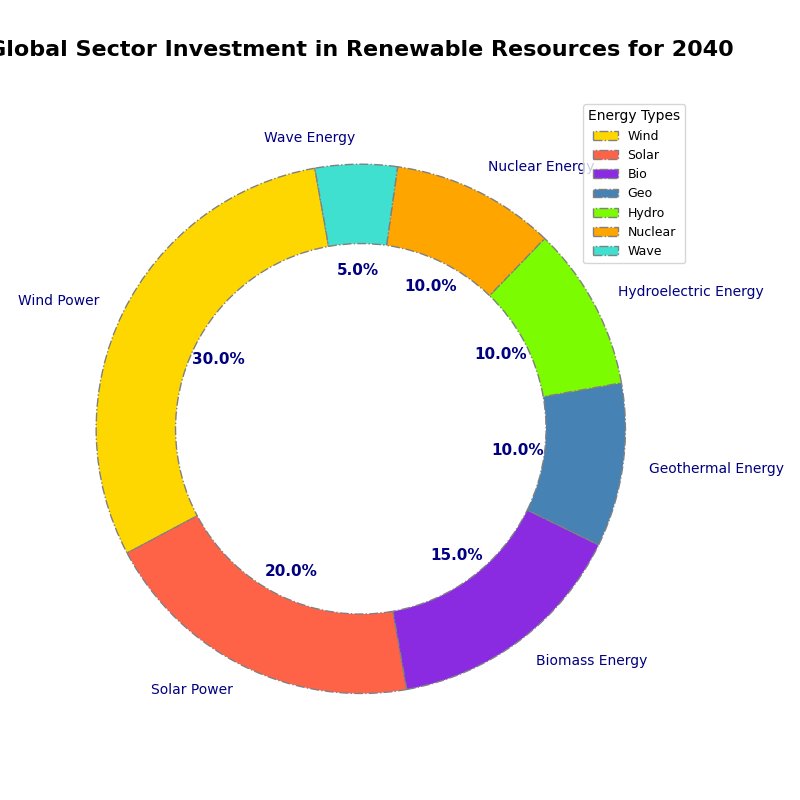 Global Sector Investment in Renewable Resources for 2040
Energy Types
Wind
Solar
Bio
Geo
Hydro
Nuclear
Wave
Wave Energy
Nuclear Energy
Hydroelectric Energy
Wind Power
Geothermal Energy
Biomass Energy
Solar Power
5.0%
10.0%
10.0%
30.0%
10.0%
15.0%
20.0%